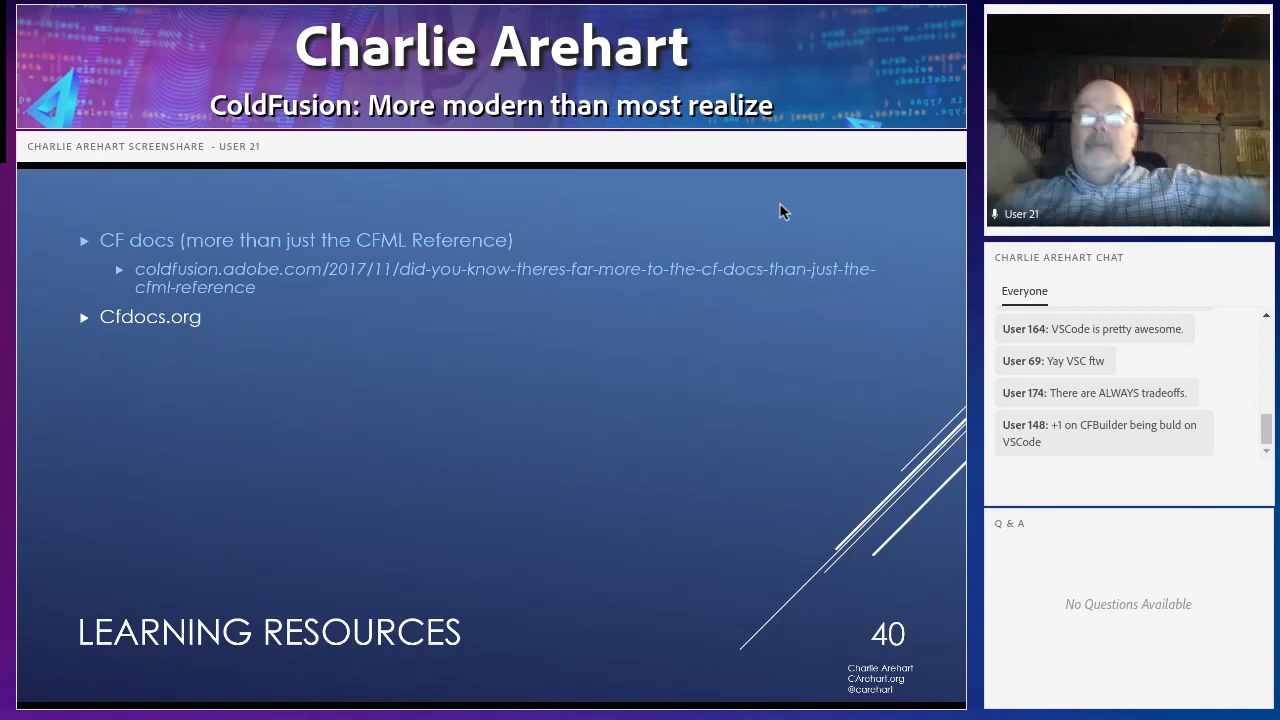 Charlie Arehart
ColdFusion: More modern than most realize
CHARLIE AREHART SCREENSHARE - USER 21
CF docs (more than just the CFML Reference)
coldfusion.adobe.com/2017/11/did-you-know-theres-far-more-to-the-cf-docs-than-just-the-
cfml-reference
Cfdocs.org
LEARNING RESOURCES
40
Charlie Arehart
CArehart.org
@carehart
User 21
CHARLIE AREHART CHAT
Everyone
User 164: VSCode is pretty awesome.
User 69: Yay VSC ftw
User 174: There are ALWAYS tradeoffs.
User 148: +1 on CFBuilder being buld on
VSCode
Q & A
No Questions Available